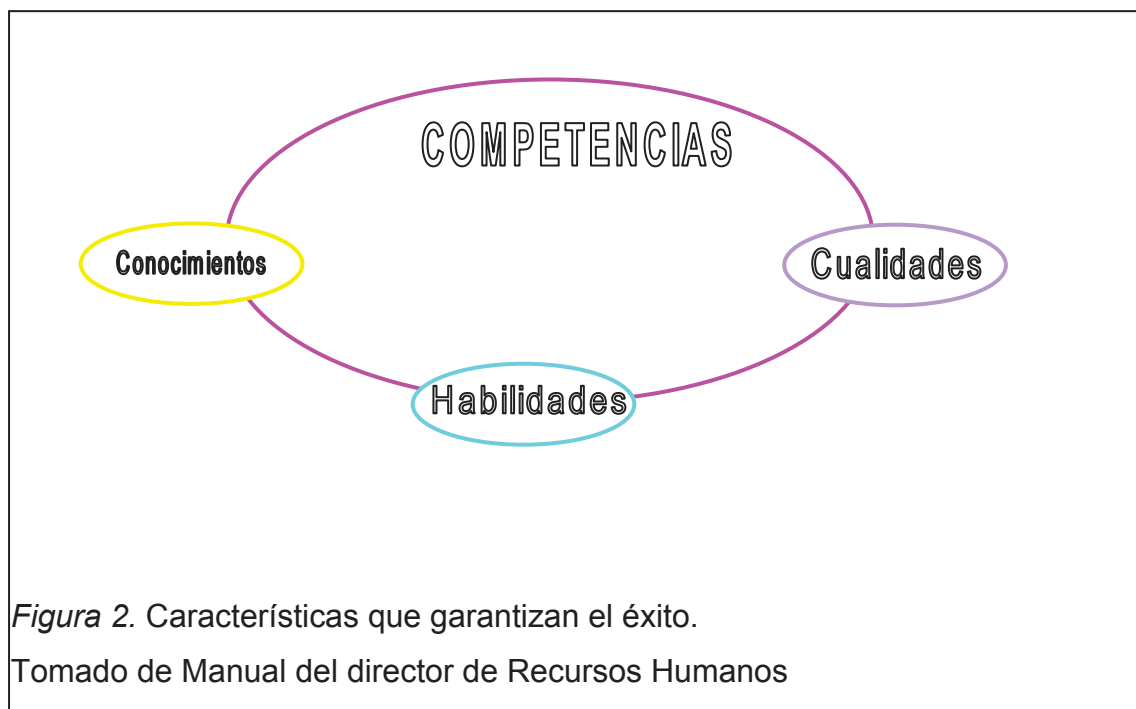 COMPETENCIAS
Conocimientos
Cualidades
Habilidades
Figura 2. Características que garantizan el éxito.
Tomado de Manual del director de Recursos Humanos